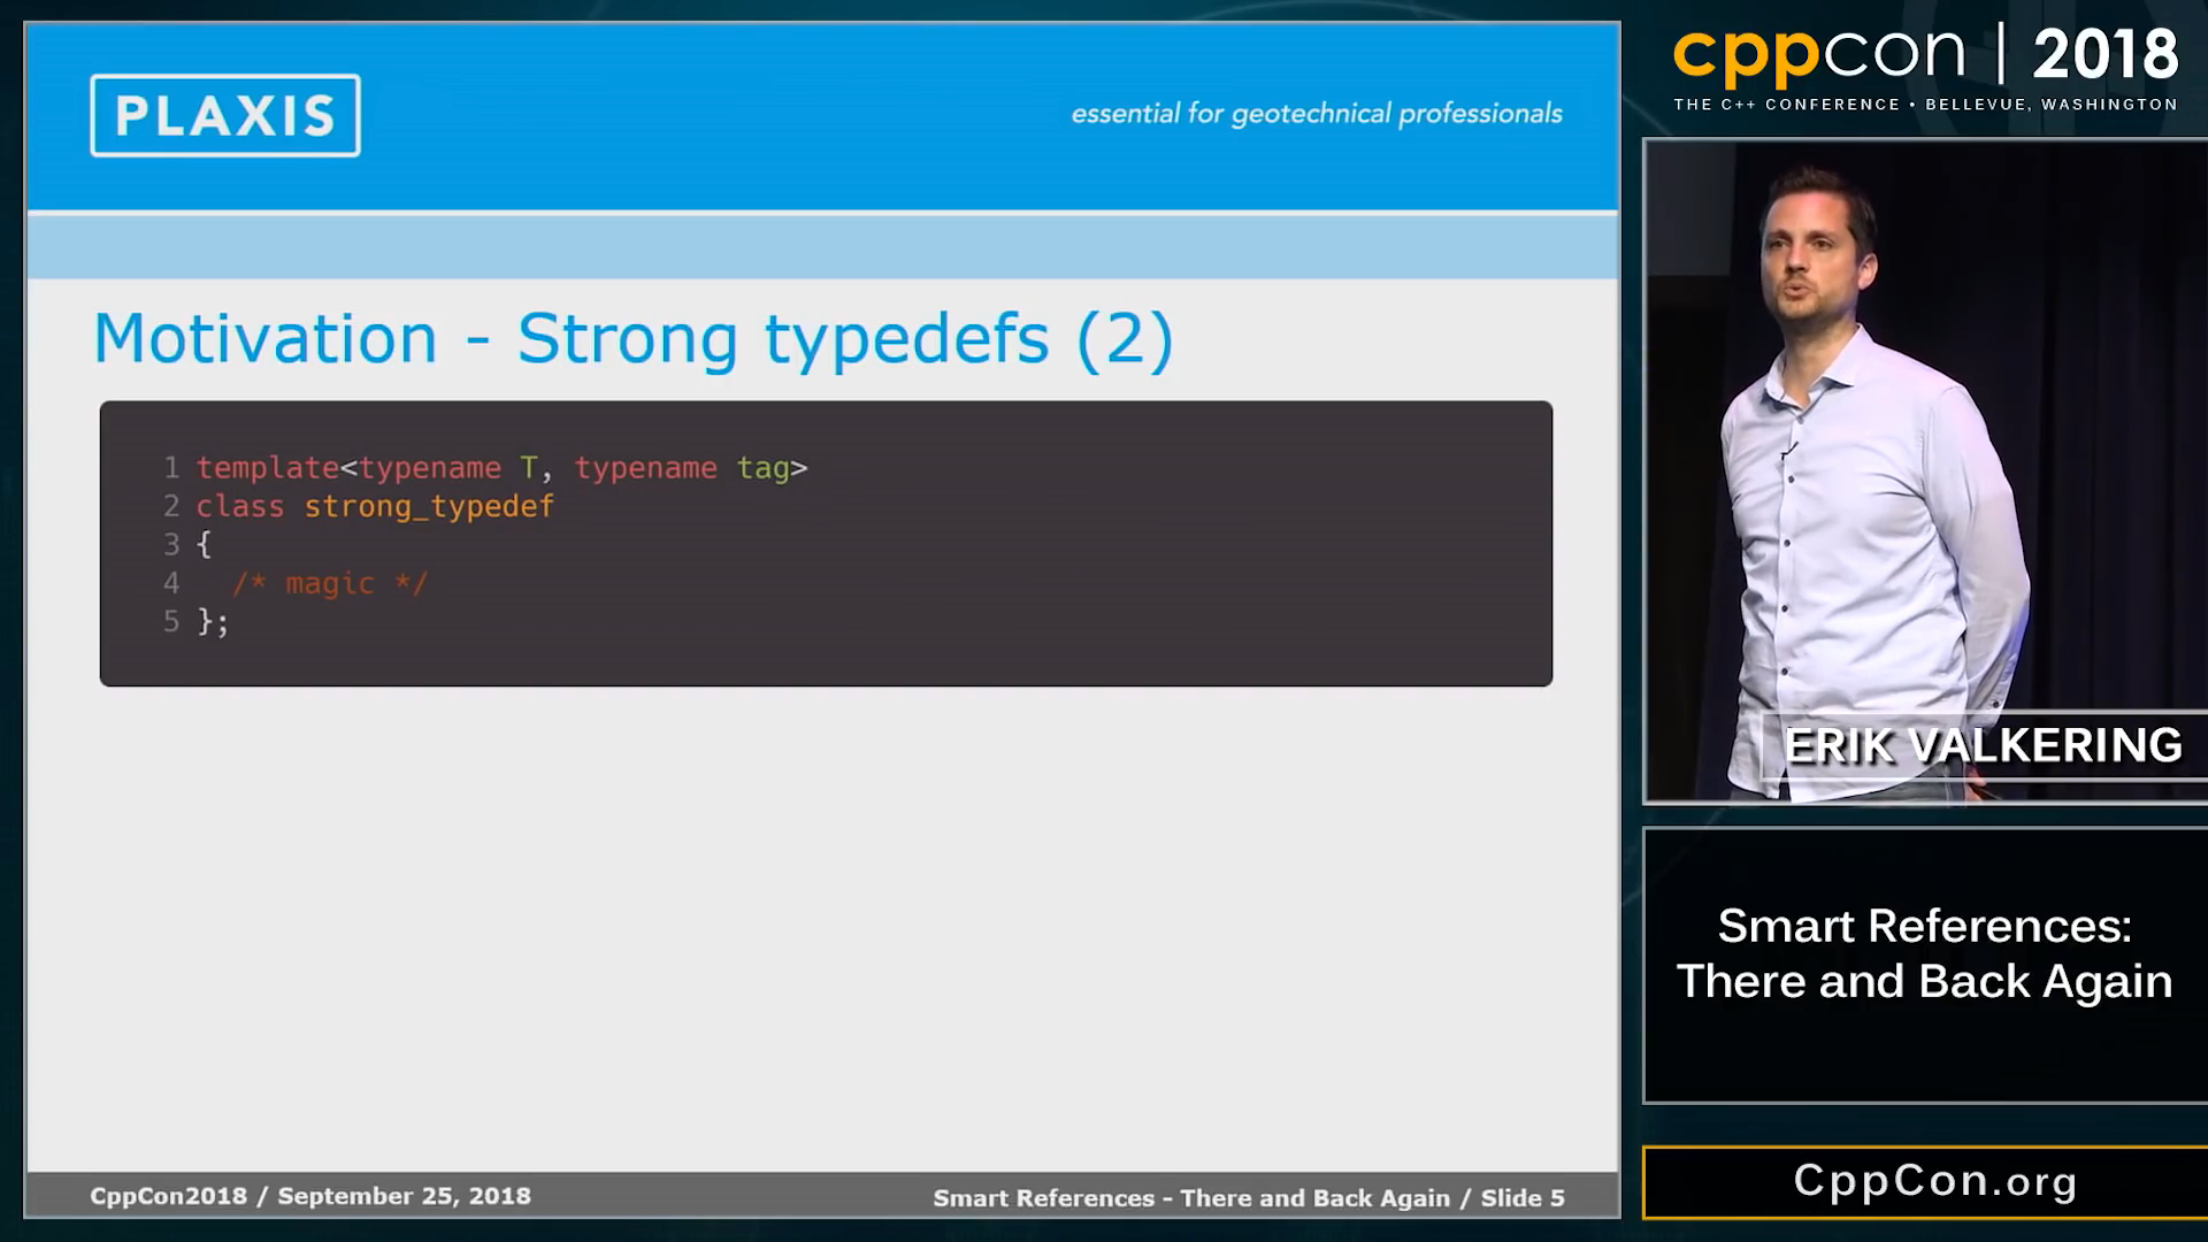 PLAXIS
essential for geotechnical professionals
Motivation - Strong typedefs (2)
1 template<typename T, typename tag>
2 class strong_typedef
3 {
4 /* magic */
5 };
CppCon2018 / September 25, 2018
Smart References - There and Back Again / Slide 5
cppcon | 2018
THE C++ CONFERENCE • BELLEVUE, WASHINGTON
ERIK VALKERING
Smart References:
There and Back Again
CppCon.org